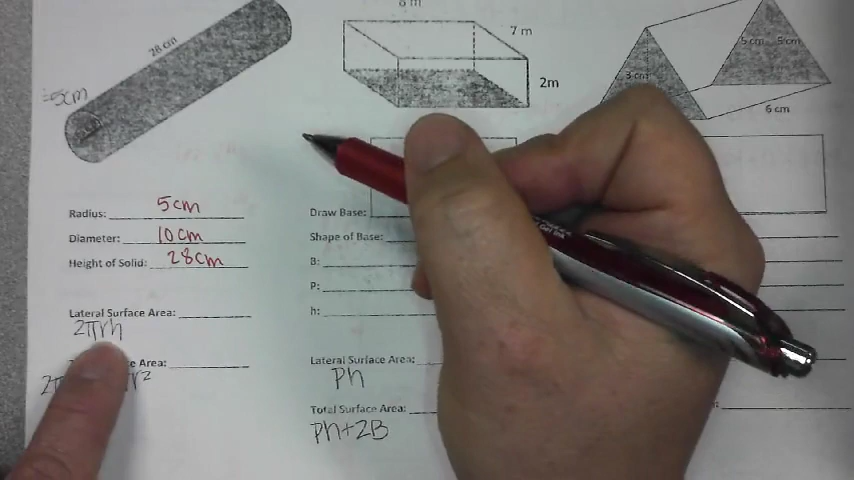 28 cm
5cm
Radius: 5cm
Diameter: 10cm
Height of Solid: 28cm
Lateral Surface Area:
2πrh
ce Area:
7 m
2m
Draw Base:
Shape of Base:
B:
P:
h:
Lateral Surface Area:
Ph
Total Surface Area:
Ph+2B
5 cm
5 cm
3 cm
6 cm